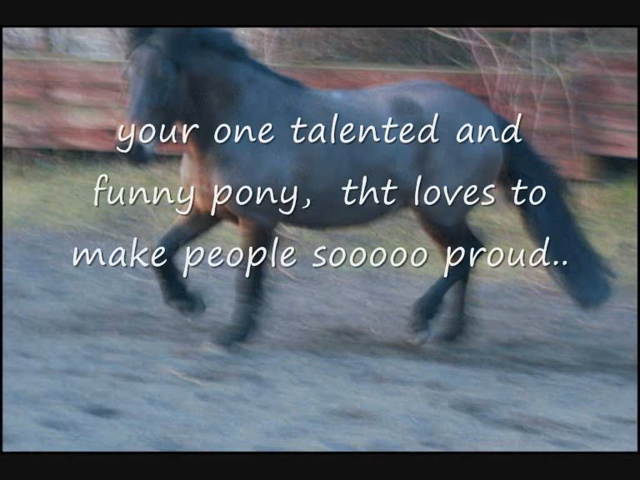 your one talented and
funny pony, tht loves to
make people sooooo proud..